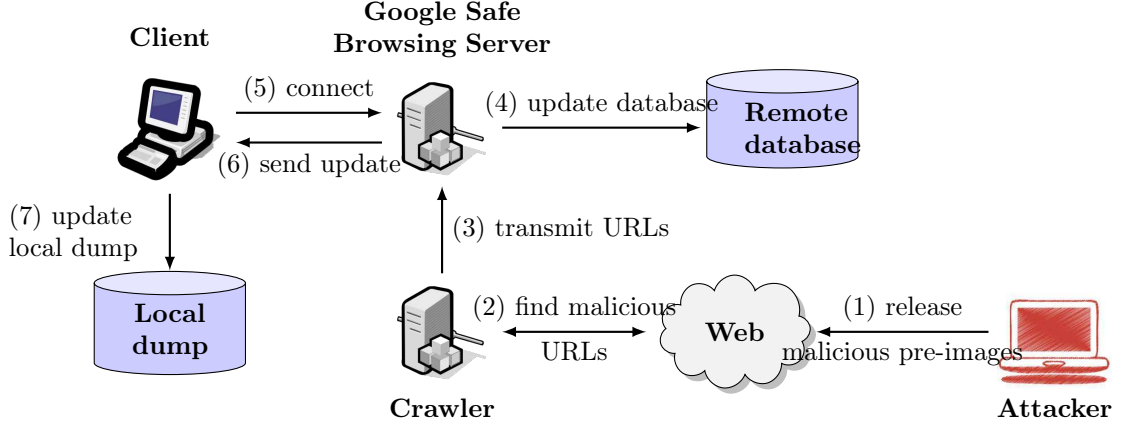 Google Safe
Browsing Server
Client
(5) connect
(4) update database
Remote
database
(6) send update
(7) update
local dump
(3) transmit URLs
Local
dump
(2) find malicious
URLs
Web
(1) release
malicious pre-images
Crawler
Attacker